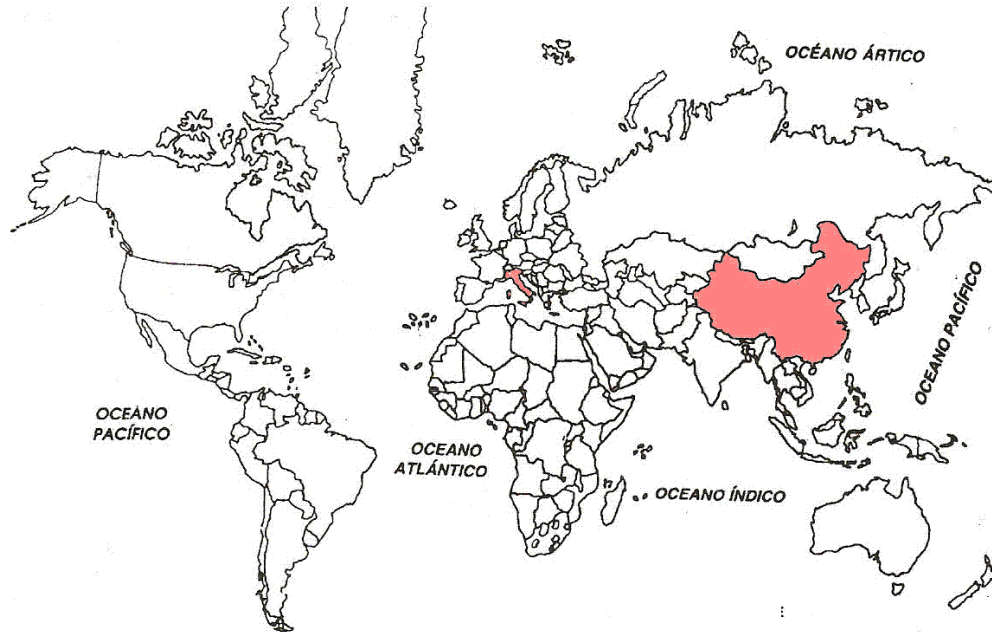 OCÉANO ÁRTICO
OCEANO PACÍFICO
OCEANO
PACÍFICO
OCEANO
ATLÁNTICO
OCEANO ÍNDICO